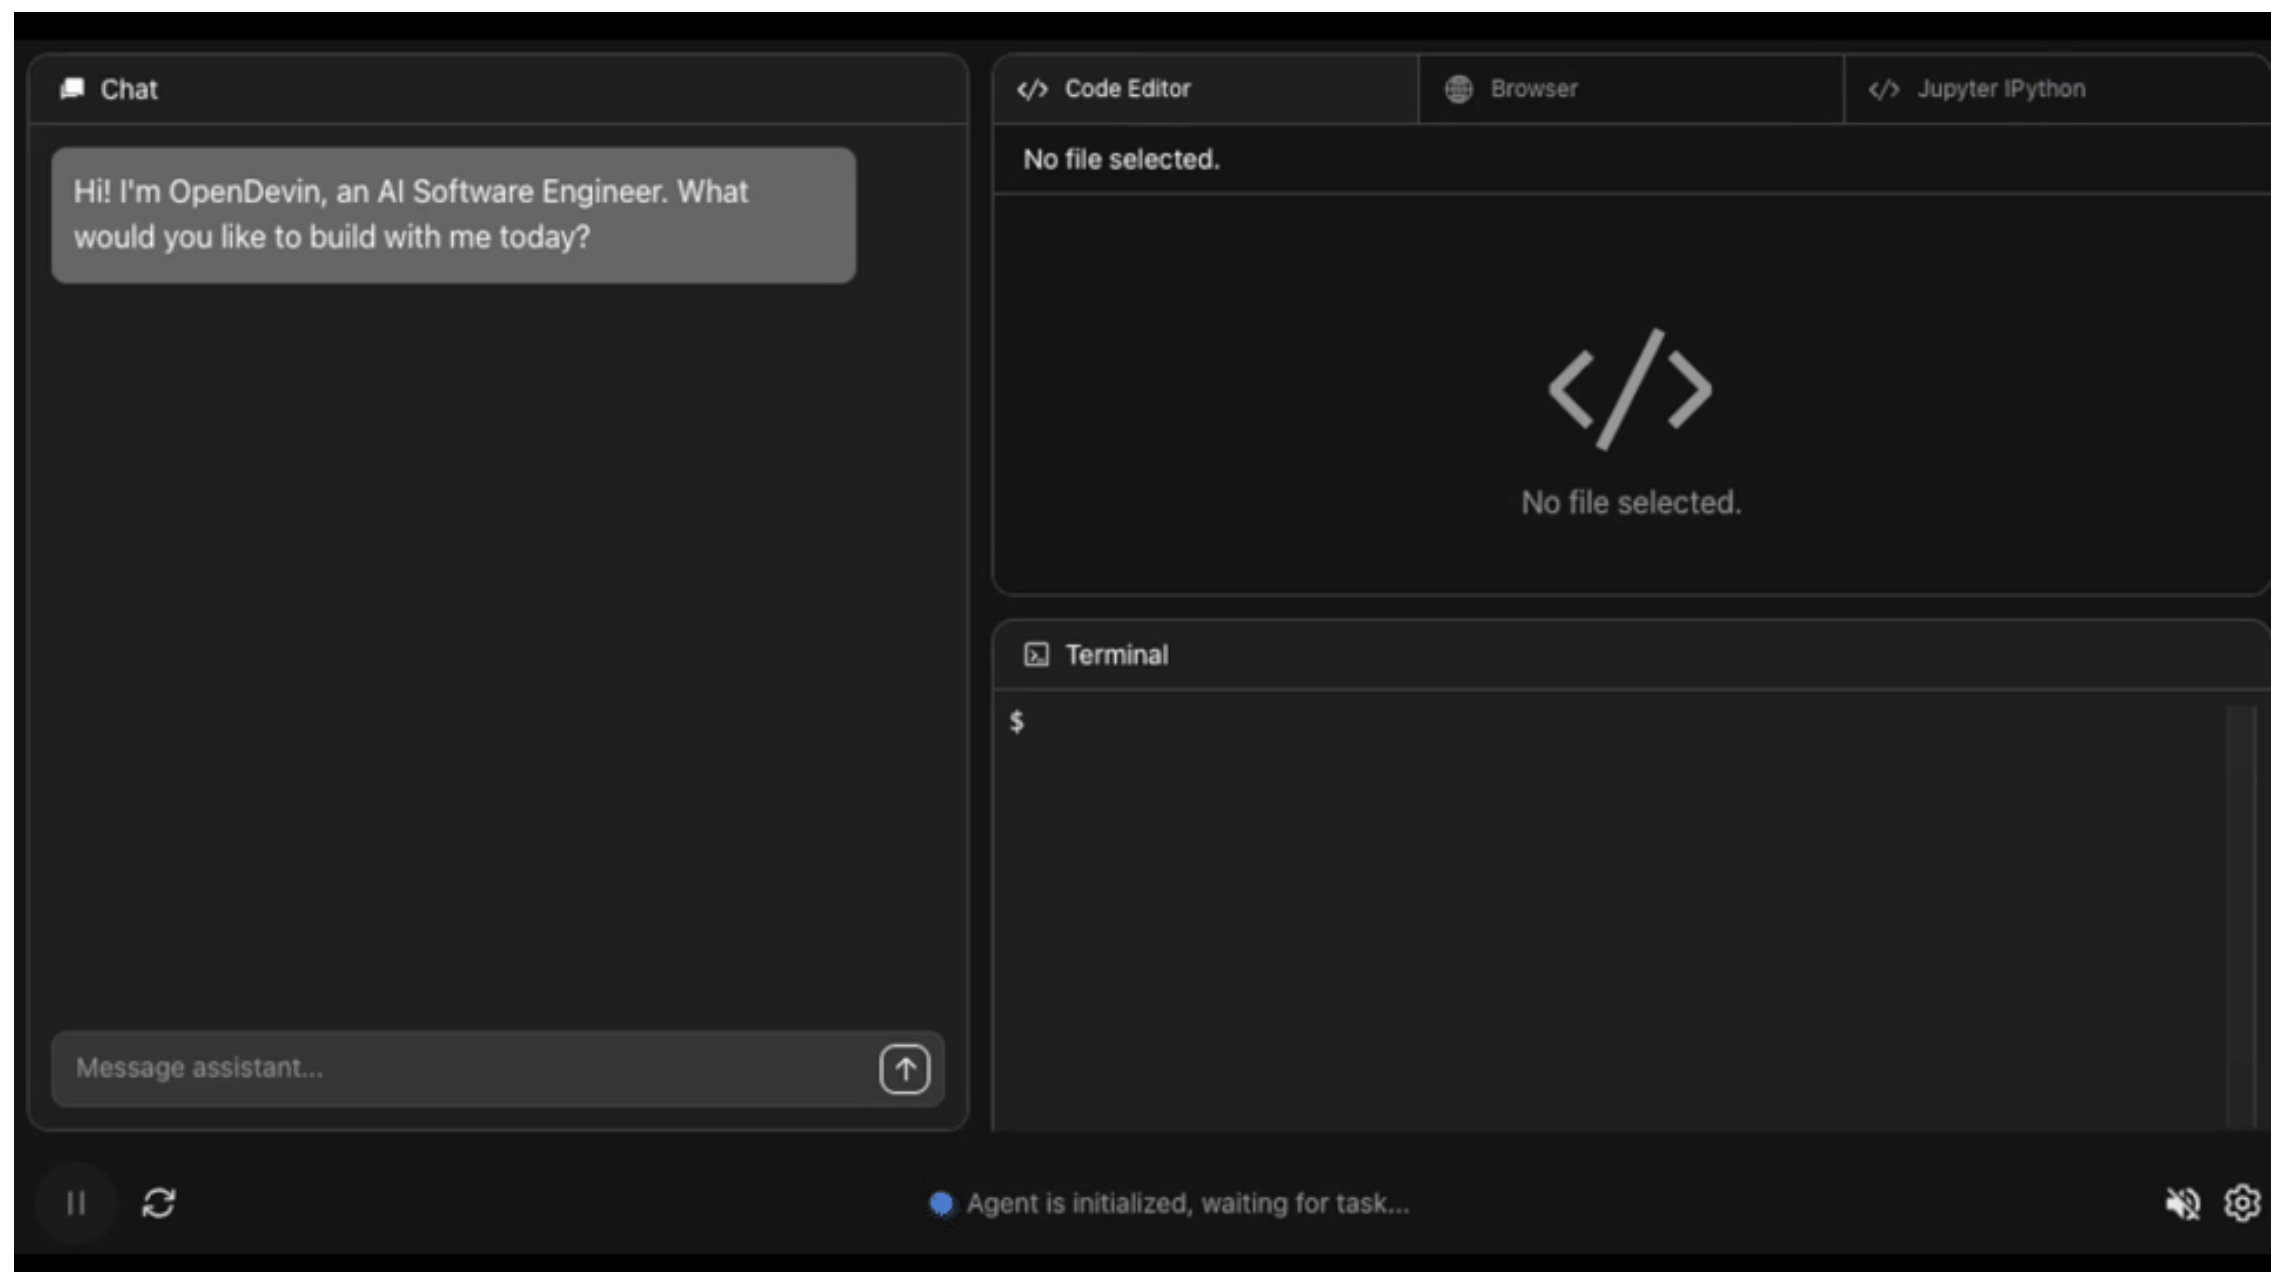 Chat
Hi! I'm OpenDevin, an AI Software Engineer. What
would you like to build with me today?
Message assistant...
Code Editor
Browser
Jupyter IPython
No file selected.
</>
No file selected.
Terminal
$
Agent is initialized, waiting for task...